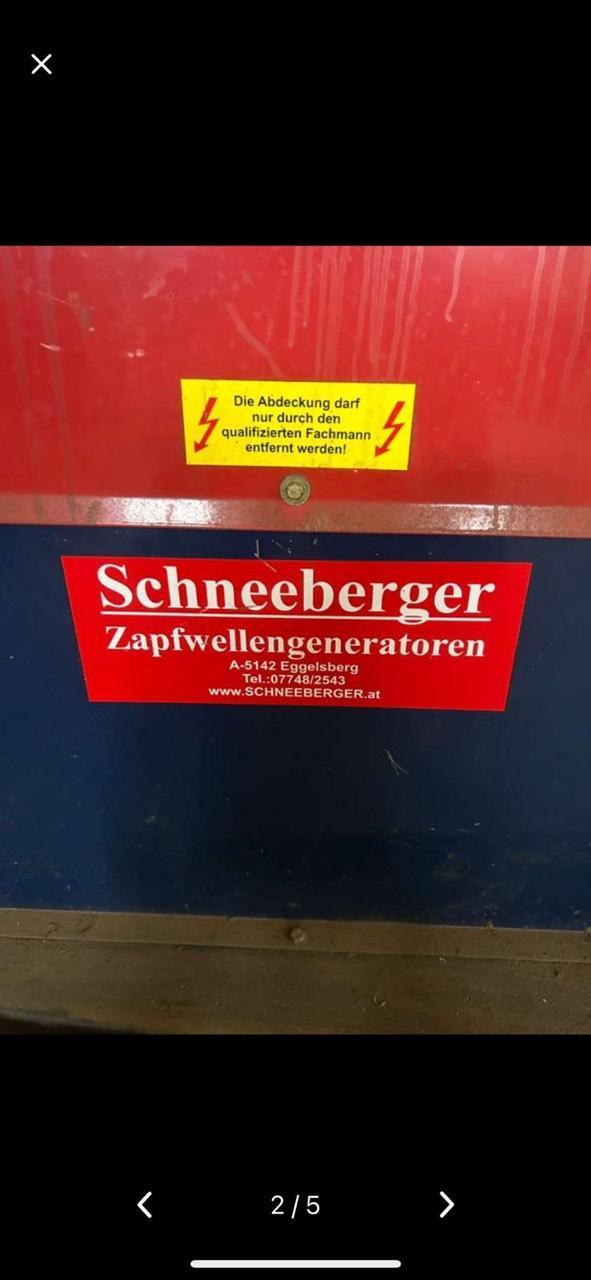 Die Abdeckung darf
nur durch den
qualifizierten Fachmann
entfernt werden!
Schneeberger
Zapfwellengeneratoren
A-5142 Eggelsberg
Tel.:07748/2543
www.SCHNEEBERGER.at
2 / 5